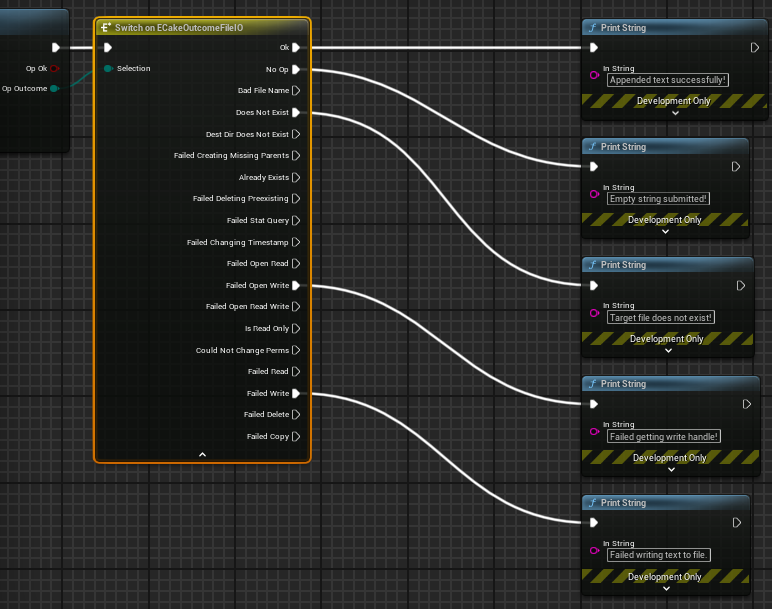 Op Ok
Op Outcome
Switch on ECakeOutcomeFileIO
Selection
Ok
No Op
Bad File Name
Does Not Exist
Dest Dir Does Not Exist
Failed Creating Missing Parents
Already Exists
Failed Deleting Preexisting
Failed Stat Query
Failed Changing Timestamp
Failed Open Read
Failed Open Write
Failed Open Read Write
Is Read Only
Could Not Change Perms
Failed Read
Failed Write
Failed Delete
Failed Copy
f Print String
In String
Appended text successfully!
Development Only
f Print String
In String
Empty string submitted!
Development Only
f Print String
In String
Target file does not exist!
Development Only
f Print String
In String
Failed getting write handle!
Development Only
f Print String
In String
Failed writing text to file.
Development Only